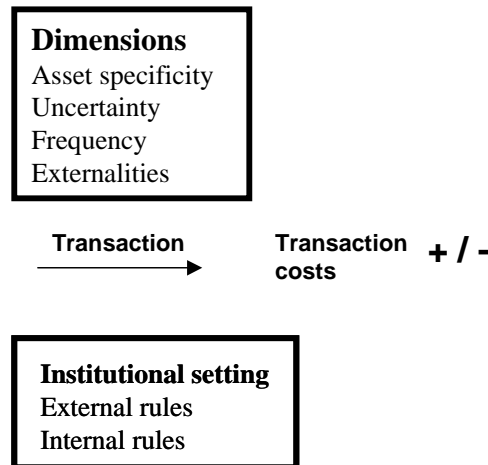 Dimensions
Asset specificity
Uncertainty
Frequency
Externalities
Transaction
Transaction
costs
+ / -
Institutional setting
External rules
Internal rules